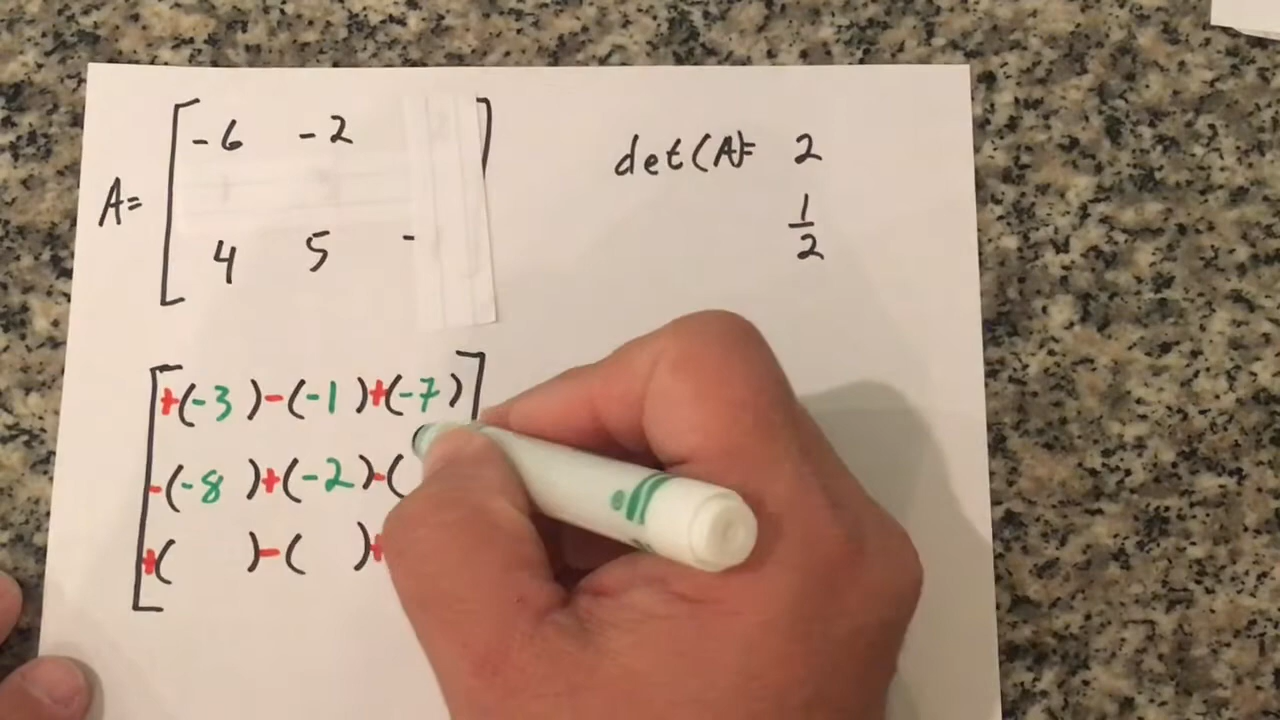 -6 -2
A=
4 5 -
det(A)= 2
1
2
+(-3)-(-1)+(-7)
-(-8)+(-2)-(
+( )-( )+